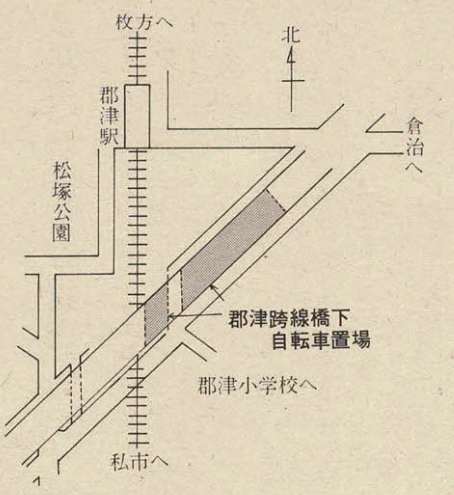 枚方へ
北
郡津駅
倉治へ
松塚公園
郡津跨線橋下
自転車置場
郡津小学校へ
私市へ